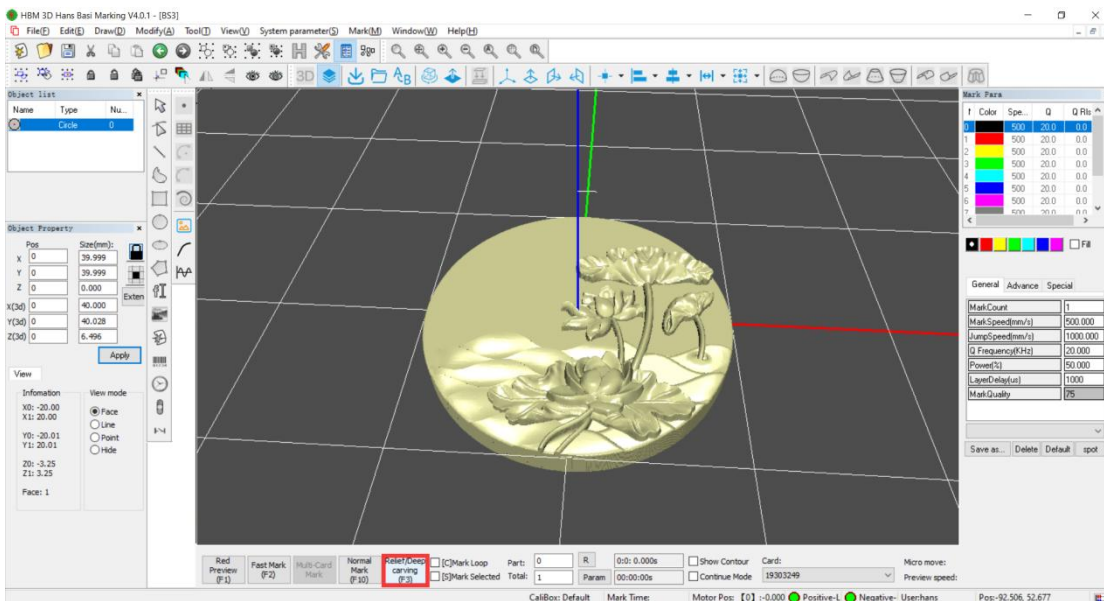 HBM 3D Hans Basi Marking V4.0.1 - [BS3]
File(F) Edit(E) Draw(D) Modify(A) Tool(T) View(V) System parameter(S) Mark(M) Window(W) Help(H)
3D
Object list
Name Type Nu...
Circle 0
Object Property
Pos Size(mm):
X 0 39.999
Y 0 39.999
Z 0 0.000
Exten
X(3d) 0 40.000
Y(3d) 0 40.028
Z(3d) 0 6.496
Apply
View
Infomation View mode
X0: -20.00
X1: 20.00
Y0: -20.01
Y1: 20.01
Z0: -3.25
Z1: 3.25
Face: 1
Face
Line
Point
Hide
Mark Para
Color Spe... Q Q Rls
0 500 20.0 0.0
1 500 20.0 0.0
2 500 20.0 0.0
3 500 20.0 0.0
4 500 20.0 0.0
5 500 20.0 0.0
6 500 20.0 0.0
7 500 20.0 0.0
Fill
General Advance Special
MarkCount 1
MarkSpeed(mm/s) 500.000
JumpSpeed(mm/s) 1000.000
Q Frequency(KHz) 20.000
Power(%) 50.000
LayerDelay(us) 1000
MarkQuality 75
Save as... Delete Default spot
Red Preview (F1)
Fast Mark (F2)
Multi-Card Mark
Normal Mark (F10)
Relief/Deep carving (F3)
[C]Mark Loop Part: 0 R 0:0: 0.000s Show Contour Card: Micro move:
[S]Mark Selected Total: 1 Param 00:00:00s Continue Mode 19303249 Preview speed:
CaliBox: Default Mark Time: Motor Pos: 【0】:-0.000 Positive-L Negative- User:hans Pos:-92.506, 52.677